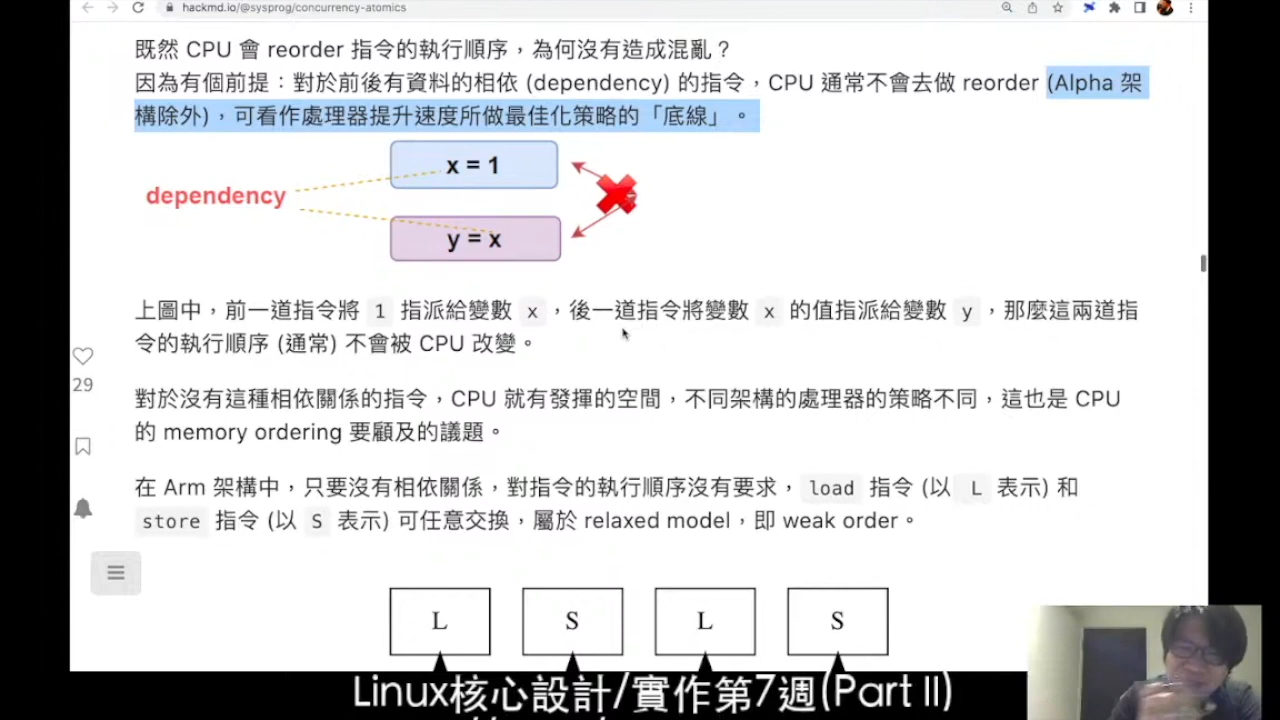 hackmd.io/@sysprog/concurrency-atomics
既然 CPU 會 reorder 指令的執行順序，為何沒有造成混亂？
因為有個前提：對於前後有資料的相依 (dependency) 的指令，CPU 通常不會去做 reorder (Alpha 架
構除外)，可看作處理器提升速度所做最佳化策略的「底線」。
x = 1
dependency
y = x
上圖中，前一道指令將 1 指派給變數 x，後一道指令將變數 x 的值指派給變數 y，那麼這兩道指
令的執行順序 (通常) 不會被 CPU 改變。
29
對於沒有這種相依關係的指令，CPU 就有發揮的空間，不同架構的處理器的策略不同，這也是 CPU
的 memory ordering 要顧及的議題。
在 Arm 架構中，只要沒有相依關係，對指令的執行順序沒有要求，load 指令 (以 L 表示) 和
store 指令 (以 S 表示) 可任意交換，屬於 relaxed model，即 weak order。
L S L S
Linux核心設計/實作第7週(Part II)